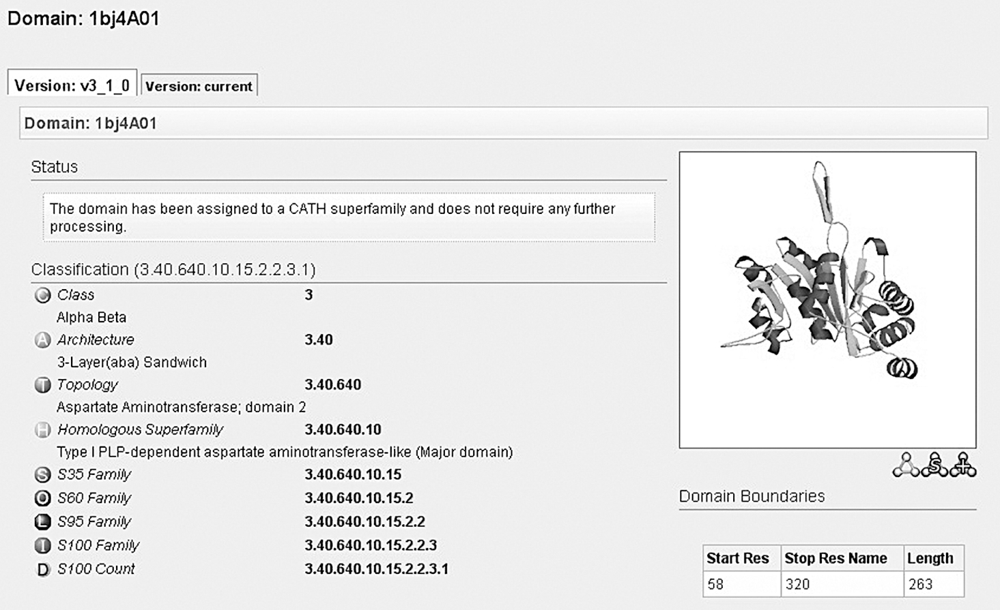 Domain: 1bj4A01
Version: v3_1_0
Version: current
Domain: 1bj4A01
Status
The domain has been assigned to a CATH superfamily and does not require any further
processing.
Classification (3.40.640.10.15.2.2.3.1)
C Class 3
Alpha Beta
A Architecture 3.40
3-Layer(aba) Sandwich
T Topology 3.40.640
Aspartate Aminotransferase; domain 2
H Homologous Superfamily 3.40.640.10
Type I PLP-dependent aspartate aminotransferase-like (Major domain)
S S35 Family 3.40.640.10.15
O S60 Family 3.40.640.10.15.2
L S95 Family 3.40.640.10.15.2.2
I S100 Family 3.40.640.10.15.2.2.3
D S100 Count 3.40.640.10.15.2.2.3.1
S
Domain Boundaries
Start Res Stop Res Name Length
58 320 263